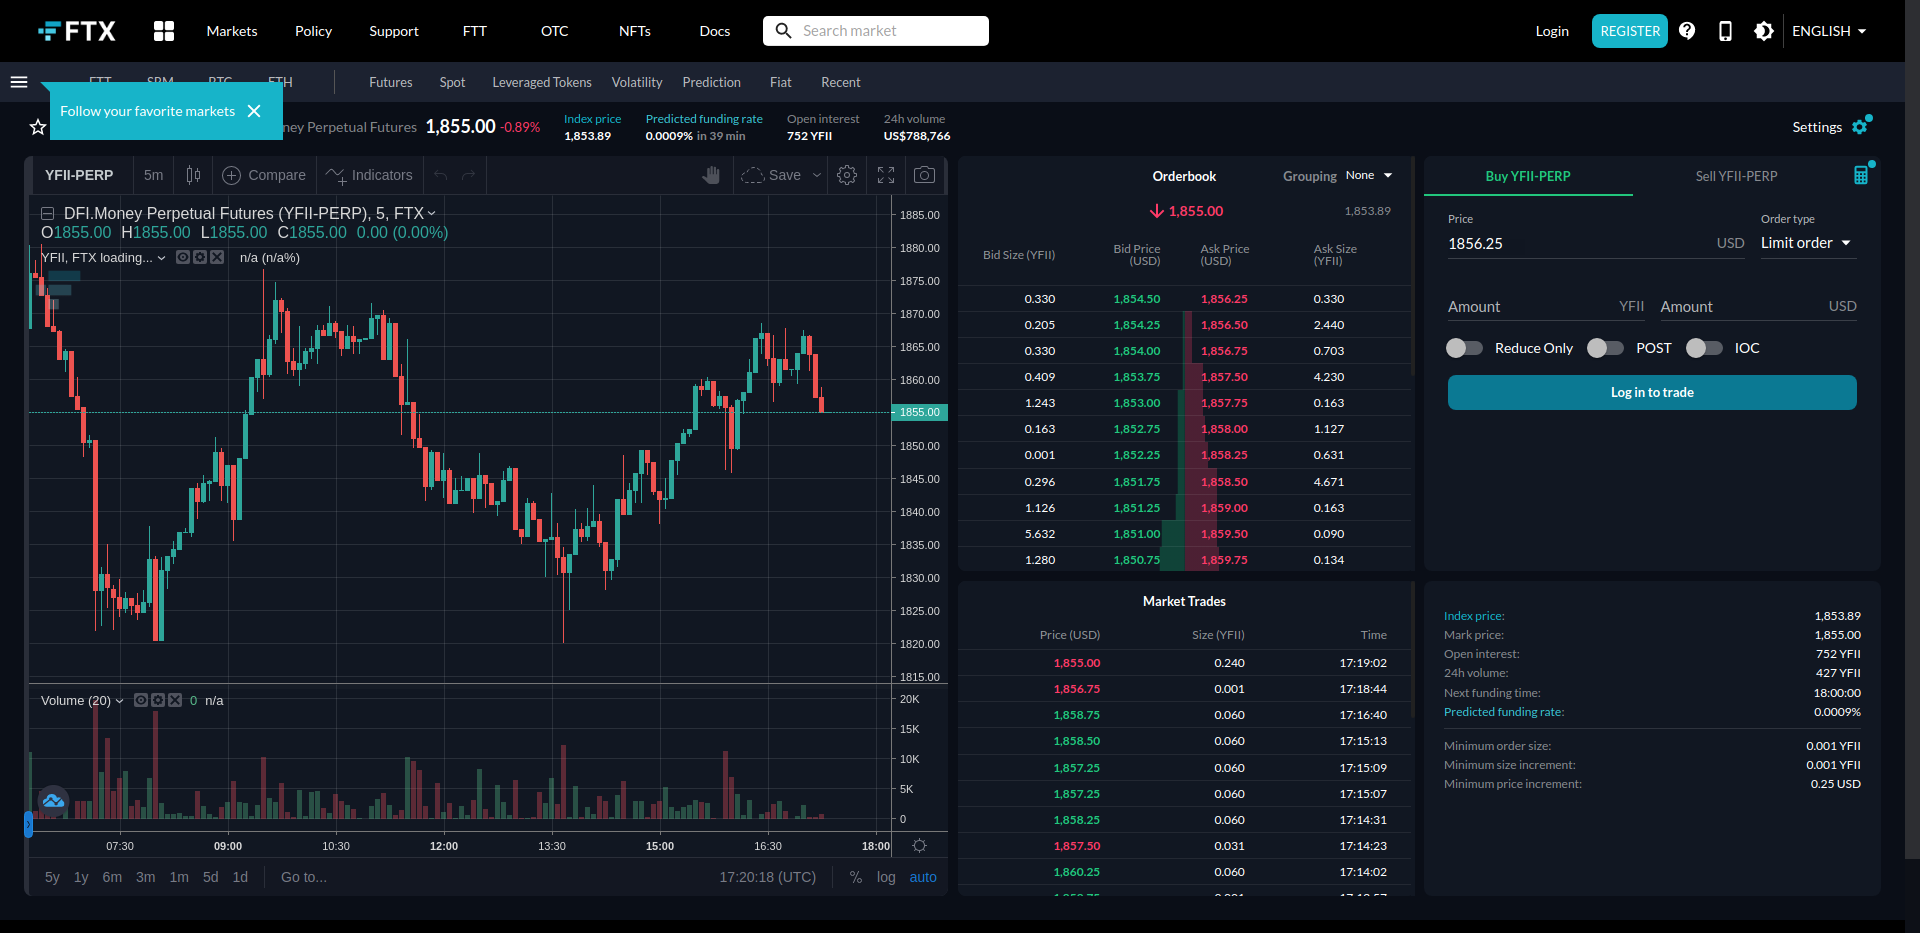 FTX Markets Policy Support FTT OTC NFTs Docs Search market Login REGISTER ENGLISH
FTT SRM BTC ETH Futures Spot Leveraged Tokens Volatility Prediction Fiat Recent
Follow your favorite markets
ney Perpetual Futures 1,855.00 -0.89%
Index price
1,853.89
Predicted funding rate
0.0009% in 39 min
Open interest
752 YFII
24h volume
US$788,766
Settings
YFII-PERP 5m Compare Indicators Save
DFI.Money Perpetual Futures (YFII-PERP), 5, FTX
O1855.00 H1855.00 L1855.00 C1855.00 0.00 (0.00%)
YFII, FTX loading... n/a (n/a%)
1885.00
1880.00
1875.00
1870.00
1865.00
1860.00
1855.00
1850.00
1845.00
1840.00
1835.00
1830.00
1825.00
1820.00
1815.00
Volume (20) 0 n/a
20K
15K
10K
5K
0
07:30 09:00 10:30 12:00 13:30 15:00 16:30 18:00
5y 1y 6m 3m 1m 5d 1d Go to... 17:20:18 (UTC) % log auto
Orderbook Grouping None
1,855.00 1,853.89
Bid Size (YFII) Bid Price (USD) Ask Price (USD) Ask Size (YFII)
0.330 1,854.50 1,856.25 0.330
0.205 1,854.25 1,856.50 2.440
0.330 1,854.00 1,856.75 0.703
0.409 1,853.75 1,857.50 4.230
1.243 1,853.00 1,857.75 0.163
0.163 1,852.75 1,858.00 1.127
0.001 1,852.25 1,858.25 0.631
0.296 1,851.75 1,858.50 4.671
1.126 1,851.25 1,859.00 0.163
5.632 1,851.00 1,859.50 0.090
1.280 1,850.75 1,859.75 0.134
Market Trades
Price (USD) Size (YFII) Time
1,855.00 0.240 17:19:02
1,856.75 0.001 17:18:44
1,858.75 0.060 17:16:40
1,858.50 0.060 17:15:13
1,857.25 0.060 17:15:09
1,857.25 0.060 17:15:07
1,858.25 0.060 17:14:31
1,857.50 0.031 17:14:23
1,860.25 0.060 17:14:02
Buy YFII-PERP Sell YFII-PERP
Price Order type
1856.25 USD Limit order
Amount YFII Amount USD
Reduce Only POST IOC
Log in to trade
Index price: 1,853.89
Mark price: 1,855.00
Open interest: 752 YFII
24h volume: 427 YFII
Next funding time: 18:00:00
Predicted funding rate: 0.0009%
Minimum order size: 0.001 YFII
Minimum size increment: 0.001 YFII
Minimum price increment: 0.25 USD